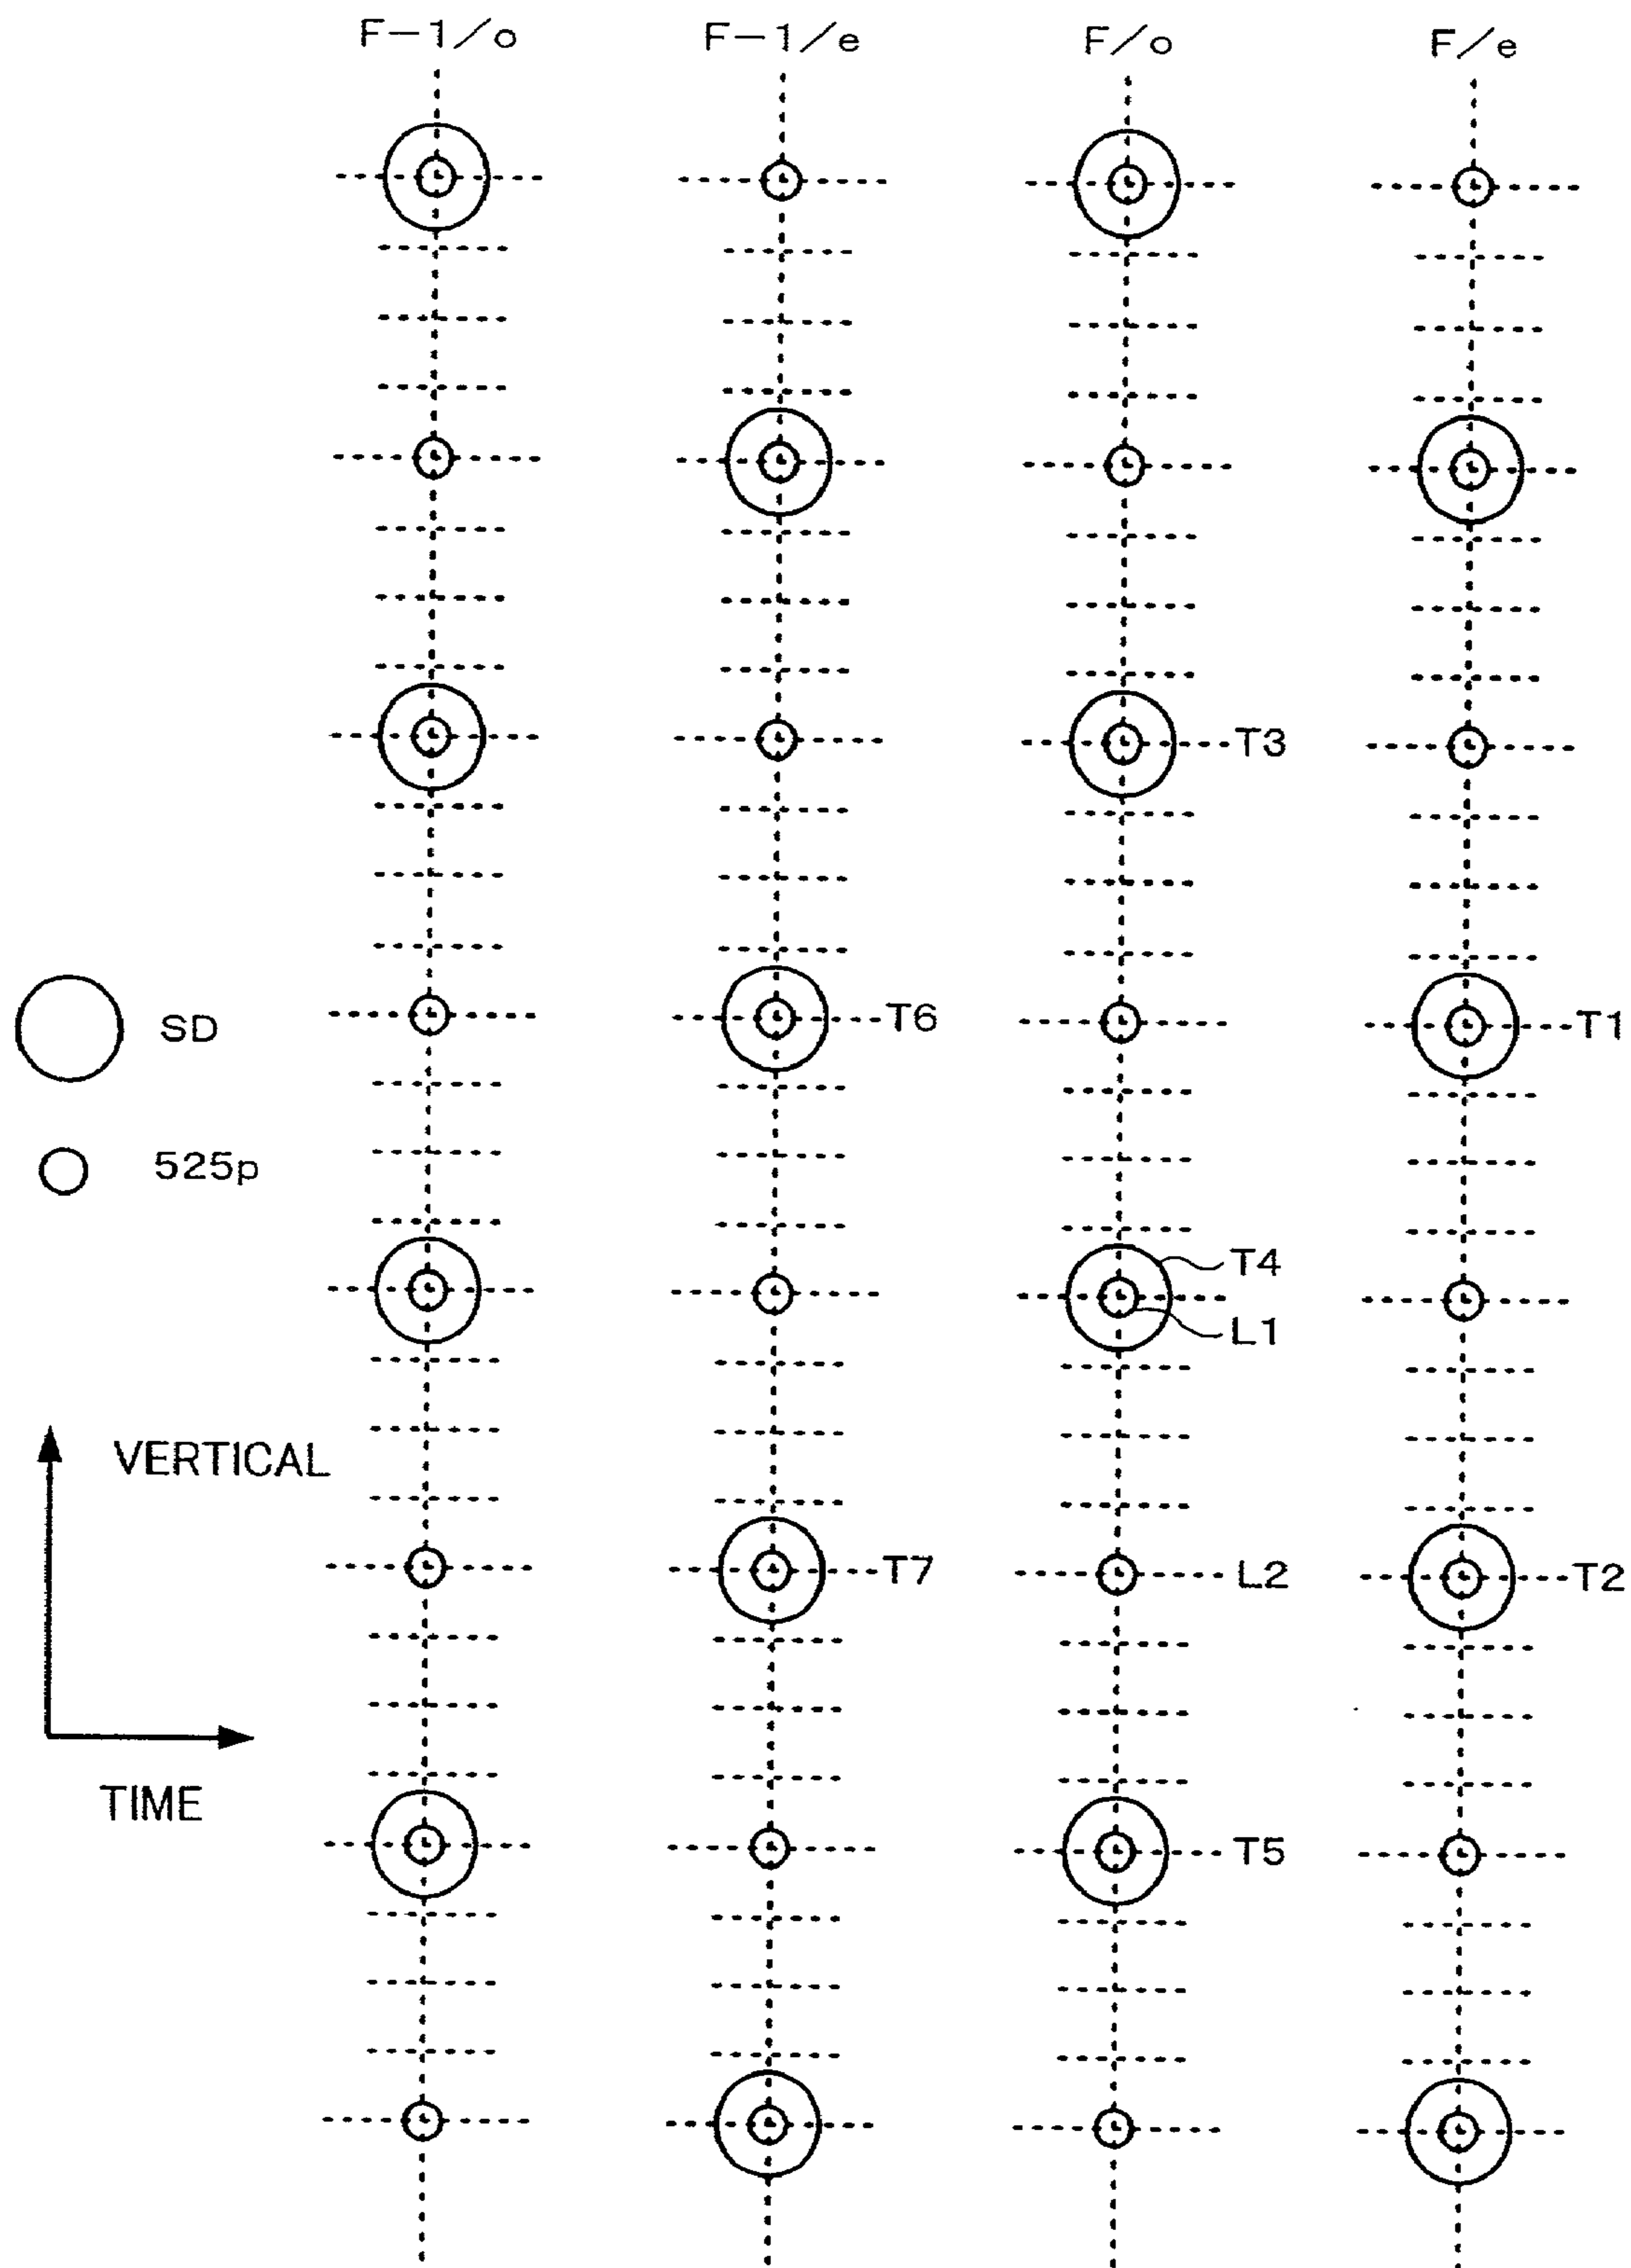 F-1/o F-1/e F/o F/e
T3
T6 T1
SD
525p
T4
L1
VERTICAL
T7 L2 T2
TIME
T5